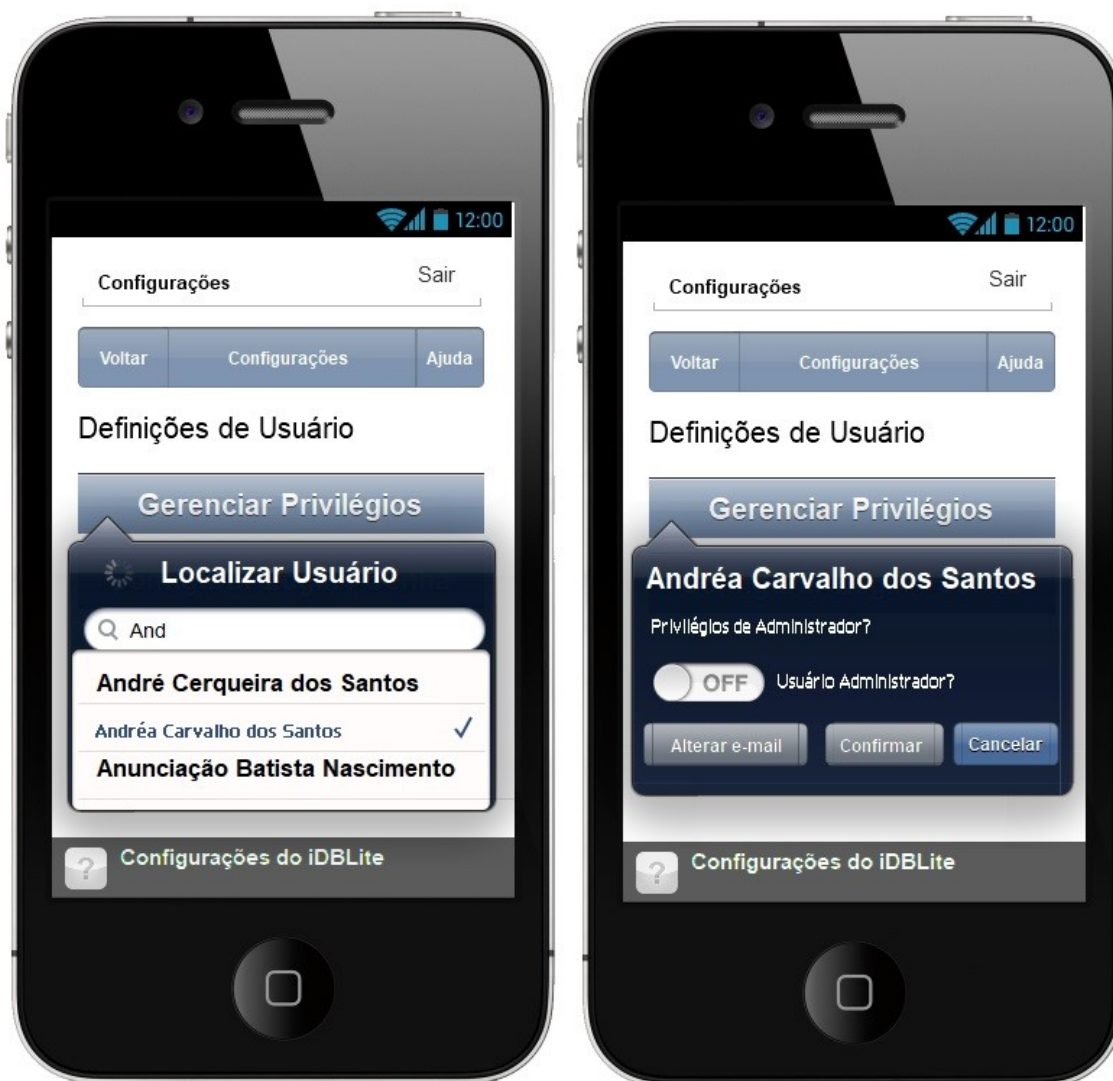 12:00
Configurações Sair
Voltar Configurações Ajuda
Definições de Usuário
Gerenciar Privilégios
Localizar Usuário
And
André Cerqueira dos Santos
Andréa Carvalho dos Santos
Anunciação Batista Nascimento
? Configurações do iDBLite
12:00
Configurações Sair
Voltar Configurações Ajuda
Definições de Usuário
Gerenciar Privilégios
Andréa Carvalho dos Santos
Privilégios de Administrador?
OFF Usuário Administrador?
Alterar e-mail Confirmar Cancelar
? Configurações do iDBLite